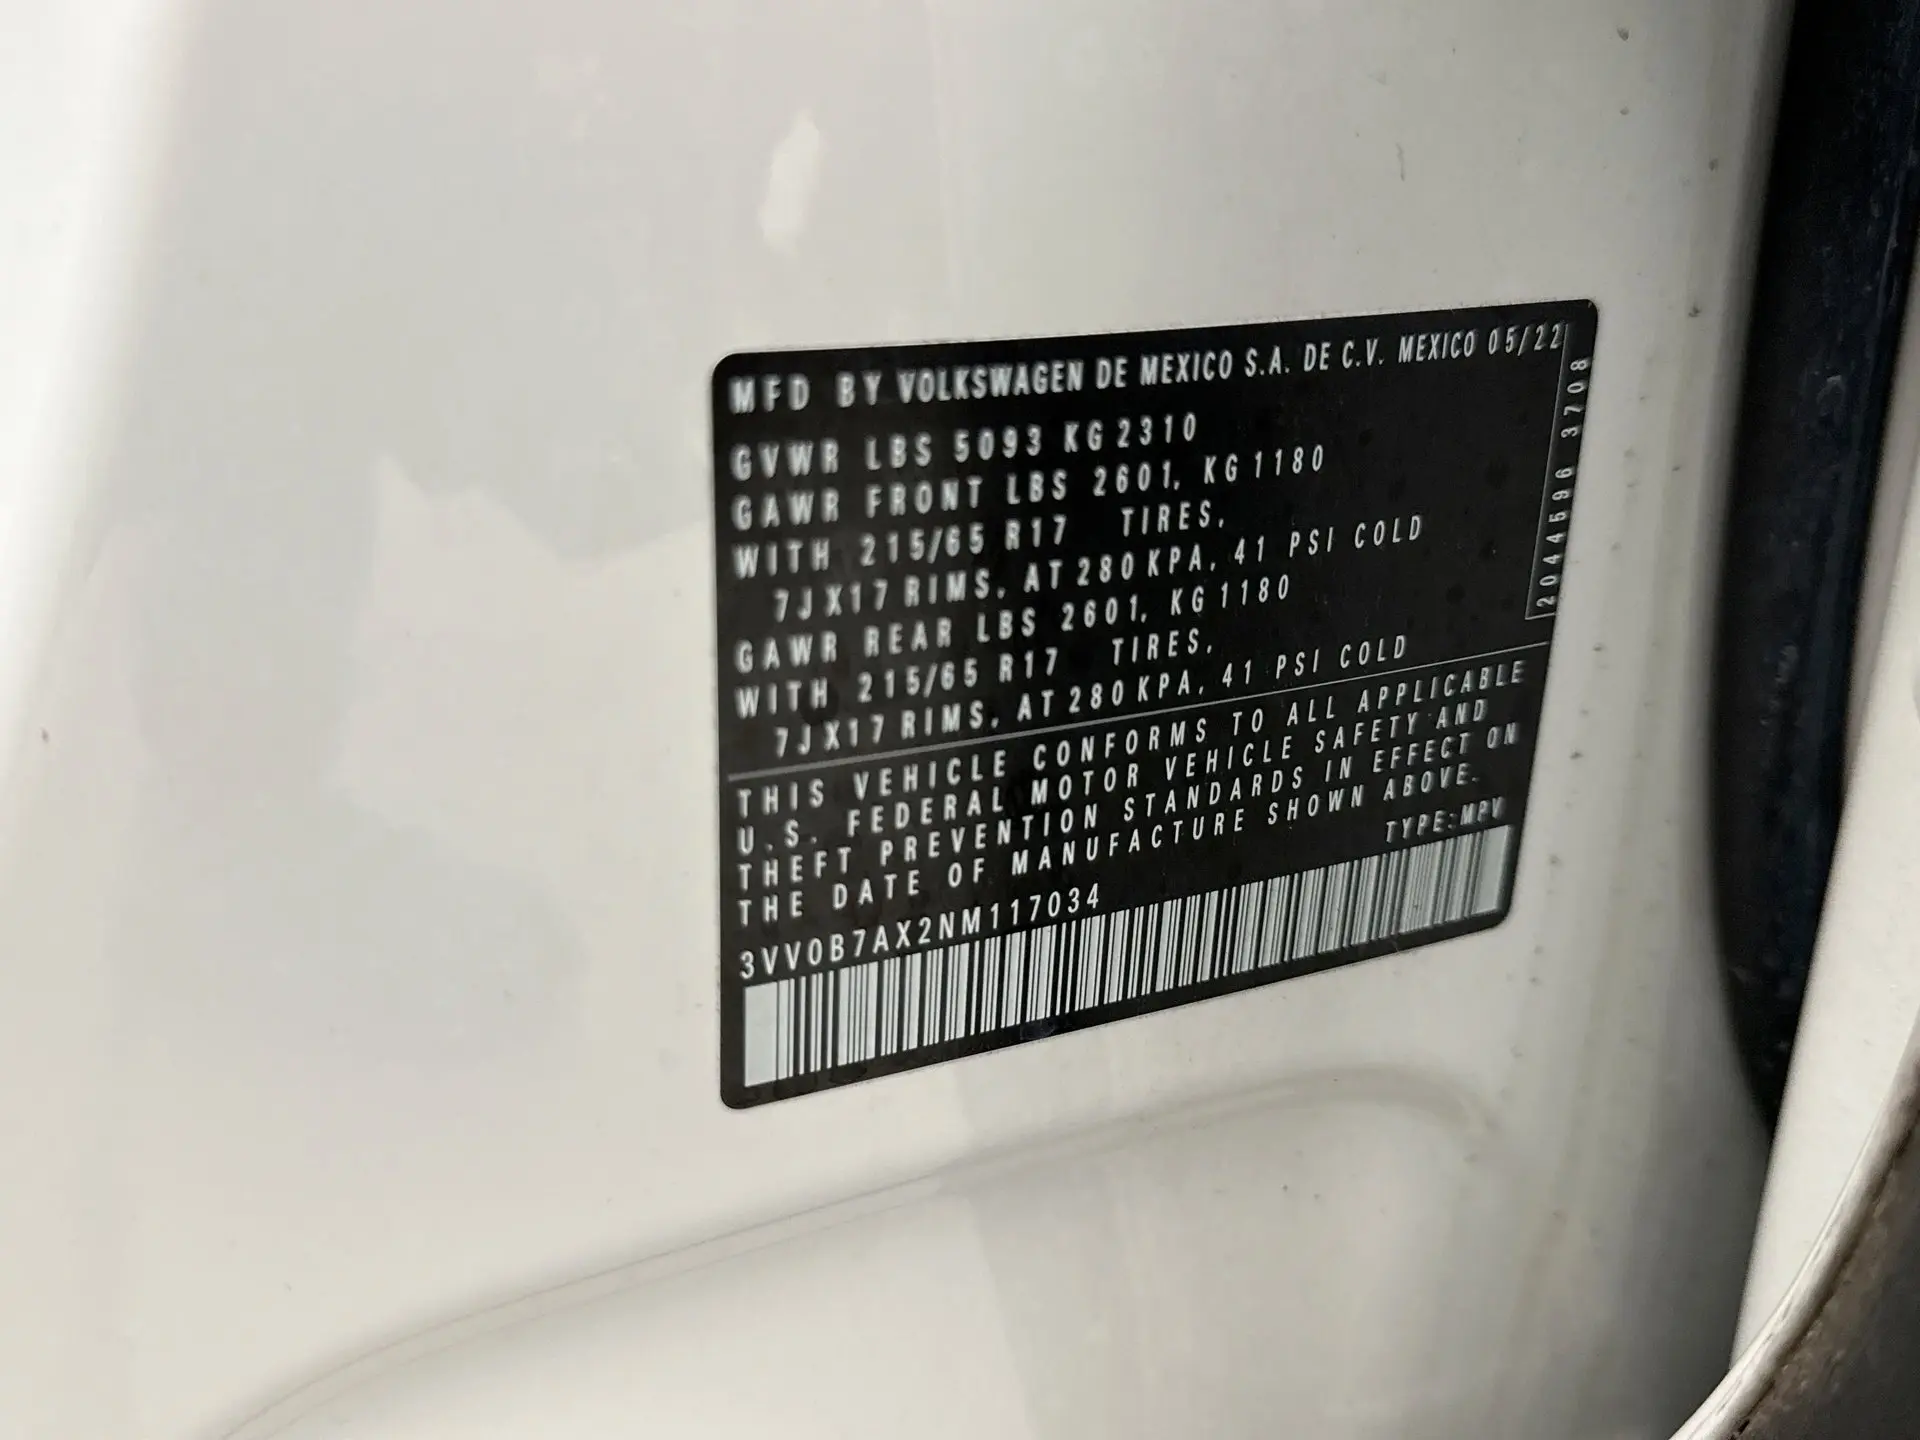 MFD BY VOLKSWAGEN DE MEXICO S.A. DE C.V. MEXICO 05/22
GVWR LBS 5093 KG 2310
GAWR FRONT LBS 2601, KG 1180
WITH 215/65 R17 TIRES,
7JX17 RIMS, AT 280 KPA, 41 PSI COLD
GAWR REAR LBS 2601, KG 1180
WITH 215/65 R17 TIRES,
7JX17 RIMS, AT 280 KPA, 41 PSI COLD
2044596 3708
THIS VEHICLE CONFORMS TO ALL APPLICABLE
U.S. FEDERAL MOTOR VEHICLE SAFETY AND
THEFT PREVENTION STANDARDS IN EFFECT ON
THE DATE OF MANUFACTURE SHOWN ABOVE.
TYPE:MPV
3VV0B7AX2NM117034